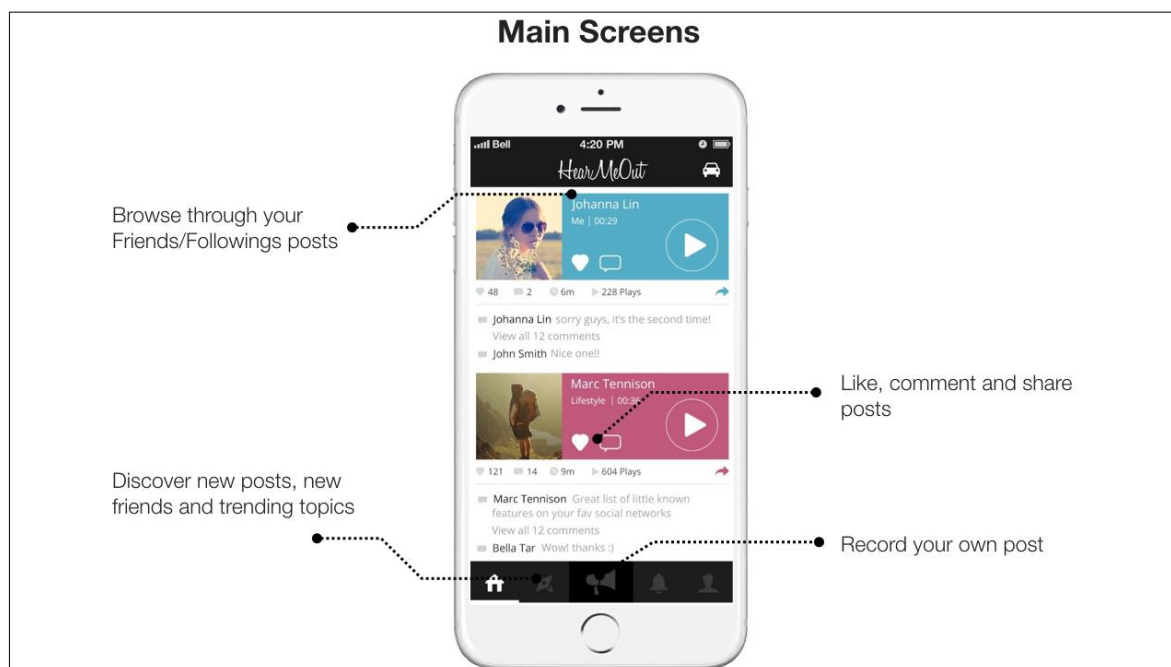 Main Screens
Bell 4:20 PM
HearMeOut
Browse through your
Friends/Followings posts
Johanna Lin
Me | 00:29
48 2 6m 228 Plays
Johanna Lin sorry guys, it's the second time!
View all 12 comments
John Smith Nice one!!
Marc Tennison
Lifestyle | 00:36
Like, comment and share
posts
121 14 9m 604 Plays
Discover new posts, new
friends and trending topics
Marc Tennison Great list of little known
features on your fav social networks
View all 12 comments
Bella Tar Wow! thanks :)
Record your own post